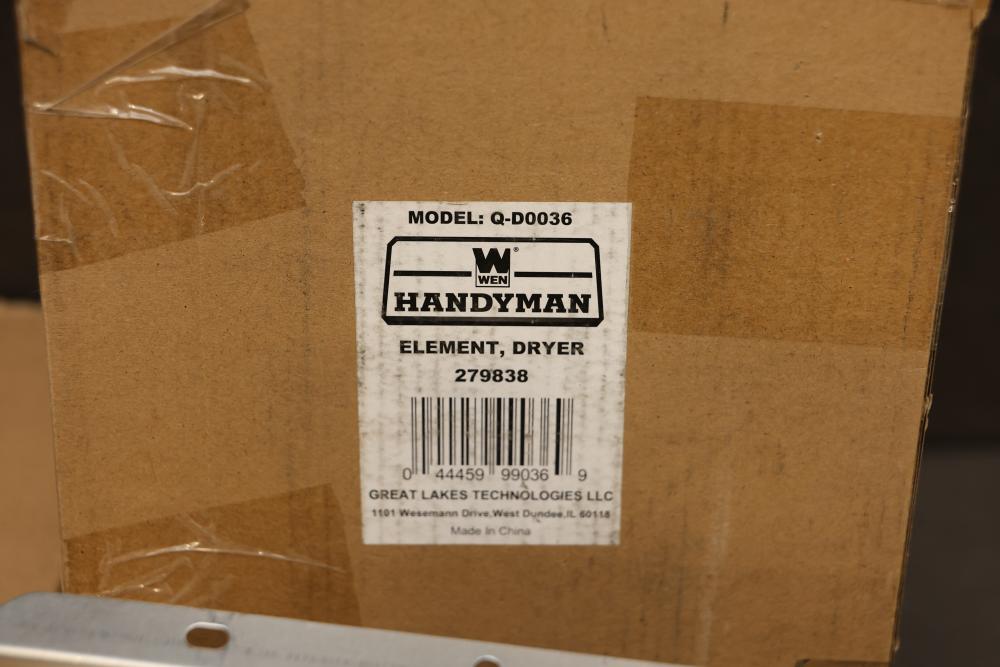 MODEL: Q-D0036
W®
WEN
HANDYMAN
ELEMENT, DRYER
279838
0 44459 99036 9
GREAT LAKES TECHNOLOGIES LLC
1101 Wesemann Drive,West Dundee,IL 60118
Made In China